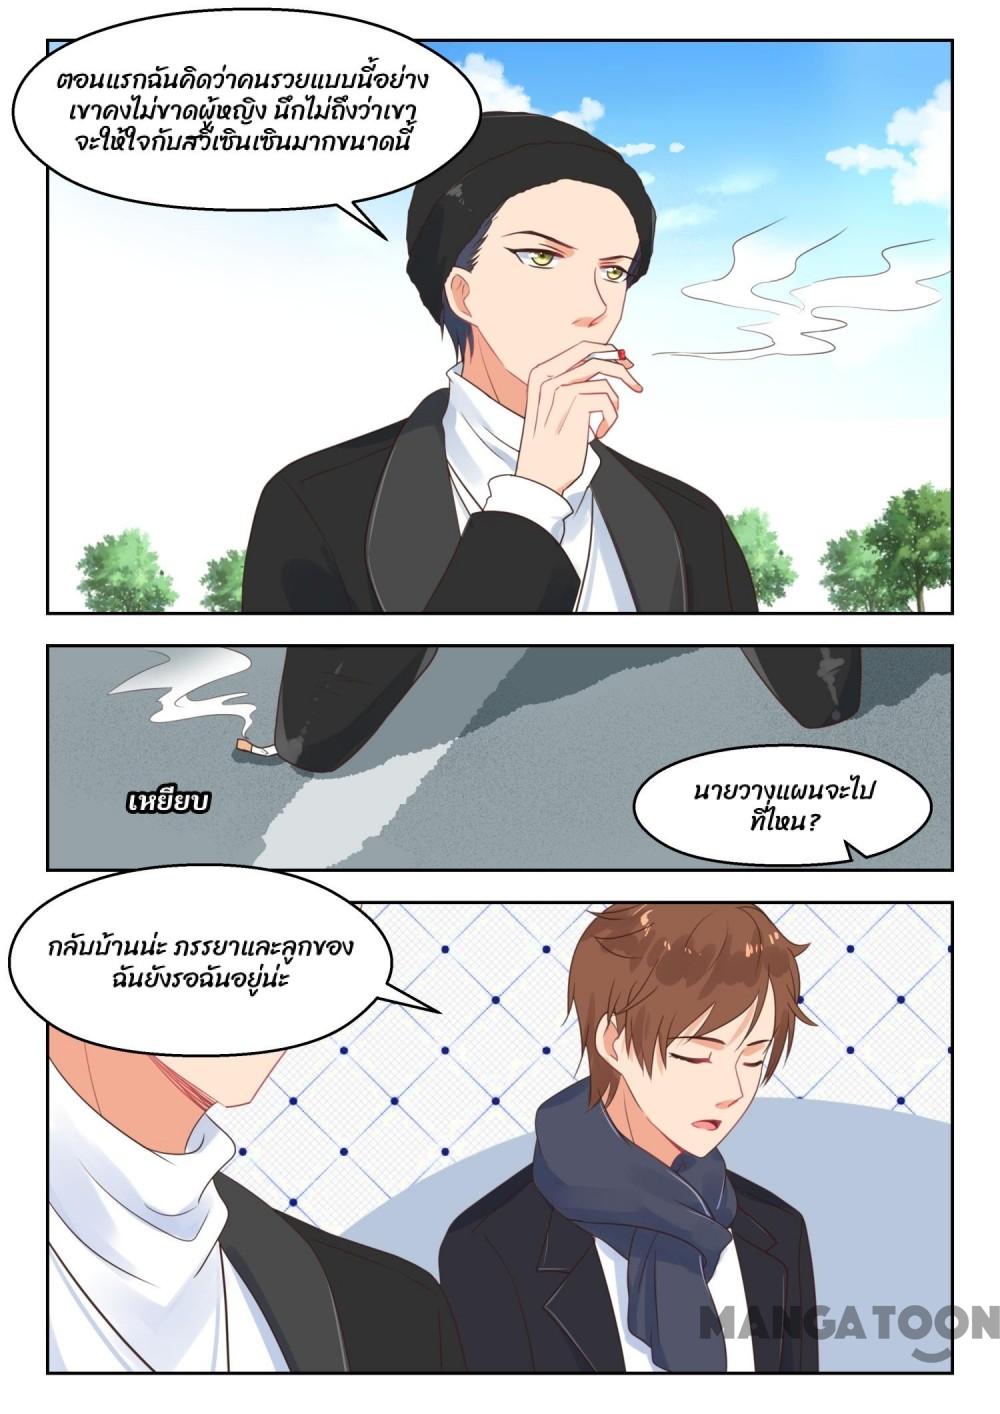 ตอนแรกฉันคิดว่าคนรวยแบบนี้อย่าง
เขาคงไม่ขาดผู้หญิง นึกไม่ถึงว่าเขา
จะให้ใจกับสวี่เซินเซินมากขนาดนี้
เหยียบ
นายวางแผนจะไป
ที่ไหน?
กลับบ้านน่ะ ภรรยาและลูกของ
ฉันยังรอฉันอยู่น่ะ
MANGATOON